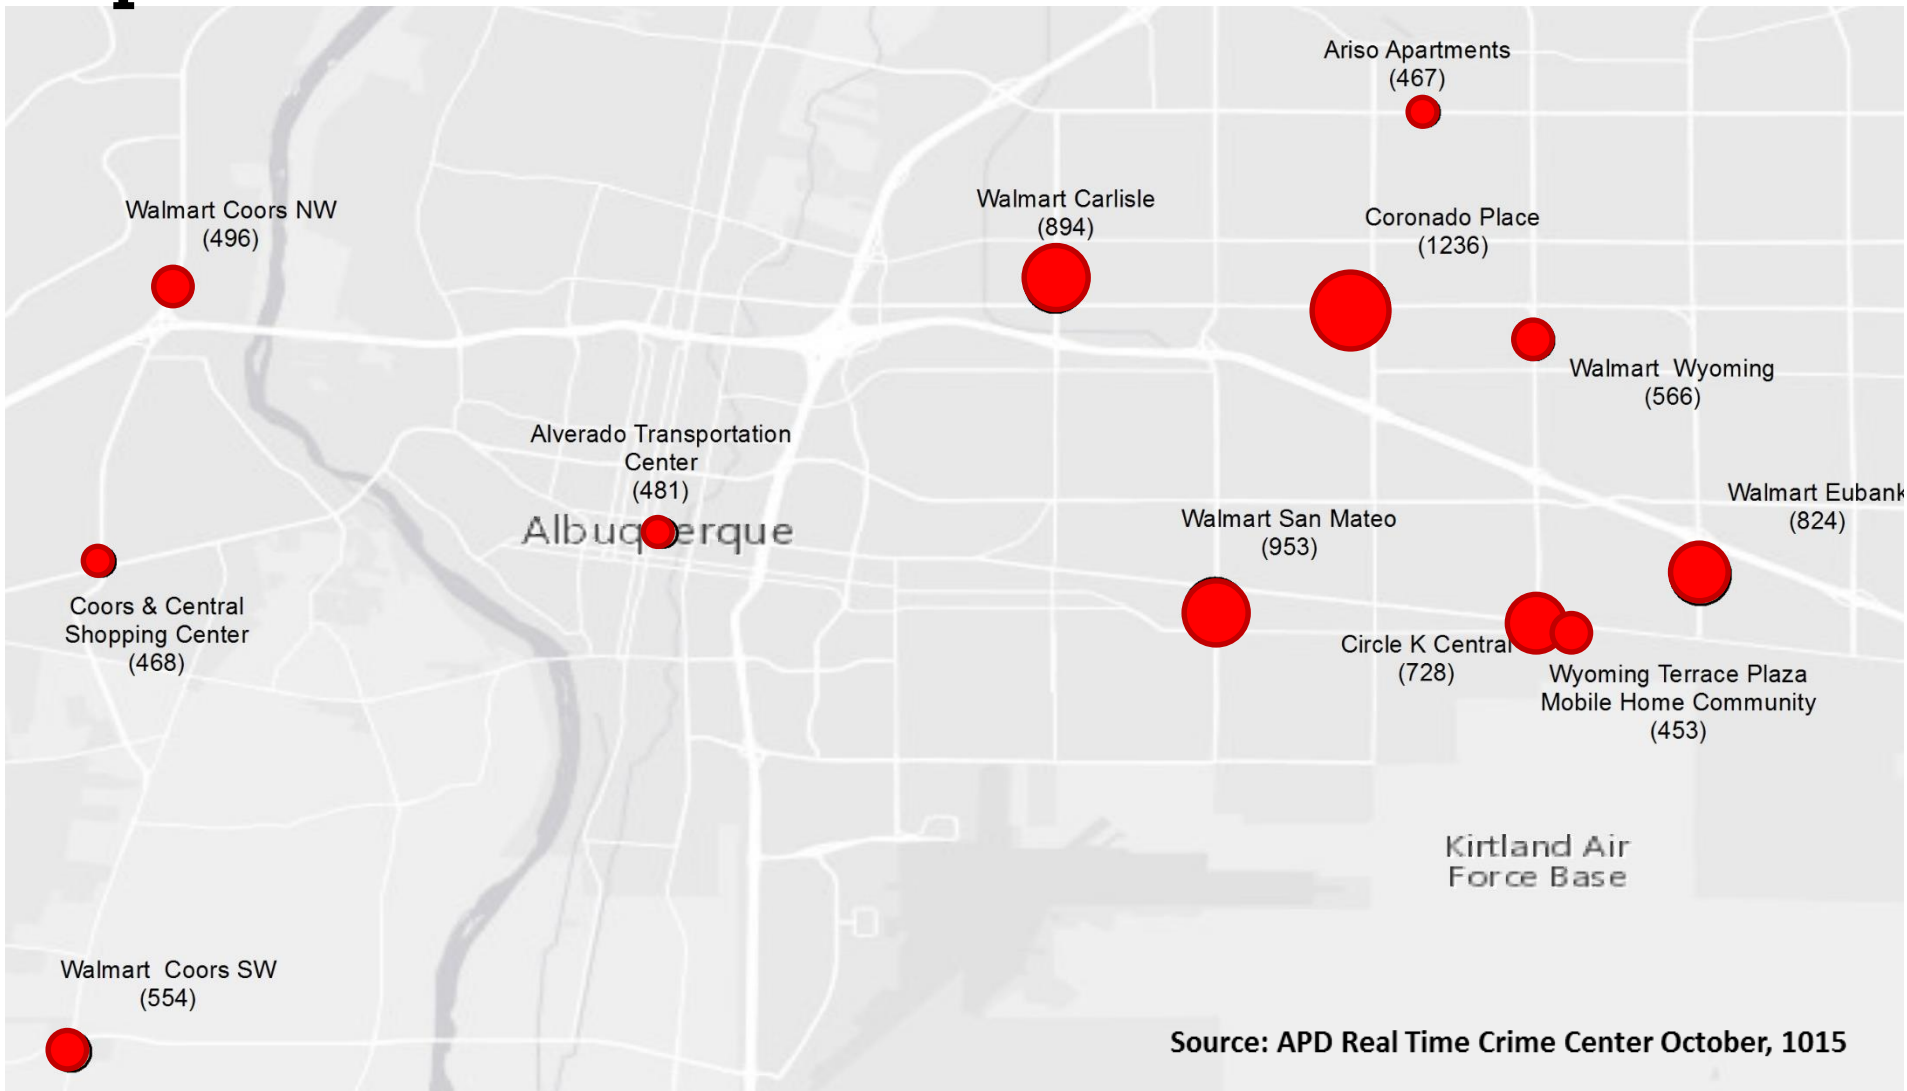 Ariso Apartments
(467)
Walmart Carlisle
(894)
Walmart Coors NW
(496)
Coronado Place
(1236)
Walmart  Wyoming
(566)
Alverado Transportation
Center
(481)
Albuquerque
Walmart Eubank
(824)
Walmart San Mateo
(953)
Coors & Central
Shopping Center
(468)
Circle K Central
(728)
Wyoming Terrace Plaza
Mobile Home Community
(453)
Kirtland Air
Force Base
Walmart  Coors SW
(554)
Source: APD Real Time Crime Center October, 1015